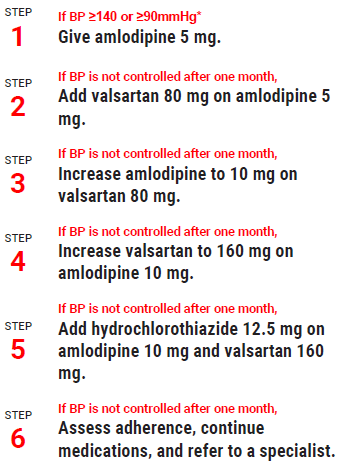 STEP
1
If BP ≥140 or ≥90mmHg*
Give amlodipine 5 mg.
STEP
2
If BP is not controlled after one month,
Add valsartan 80 mg on amlodipine 5
mg.
STEP
3
If BP is not controlled after one month,
Increase amlodipine to 10 mg on
valsartan 80 mg.
STEP
4
If BP is not controlled after one month,
Increase valsartan to 160 mg on
amlodipine 10 mg.
STEP
5
If BP is not controlled after one month,
Add hydrochlorothiazide 12.5 mg on
amlodipine 10 mg and valsartan 160
mg.
STEP
6
If BP is not controlled after one month,
Assess adherence, continue
medications, and refer to a specialist.